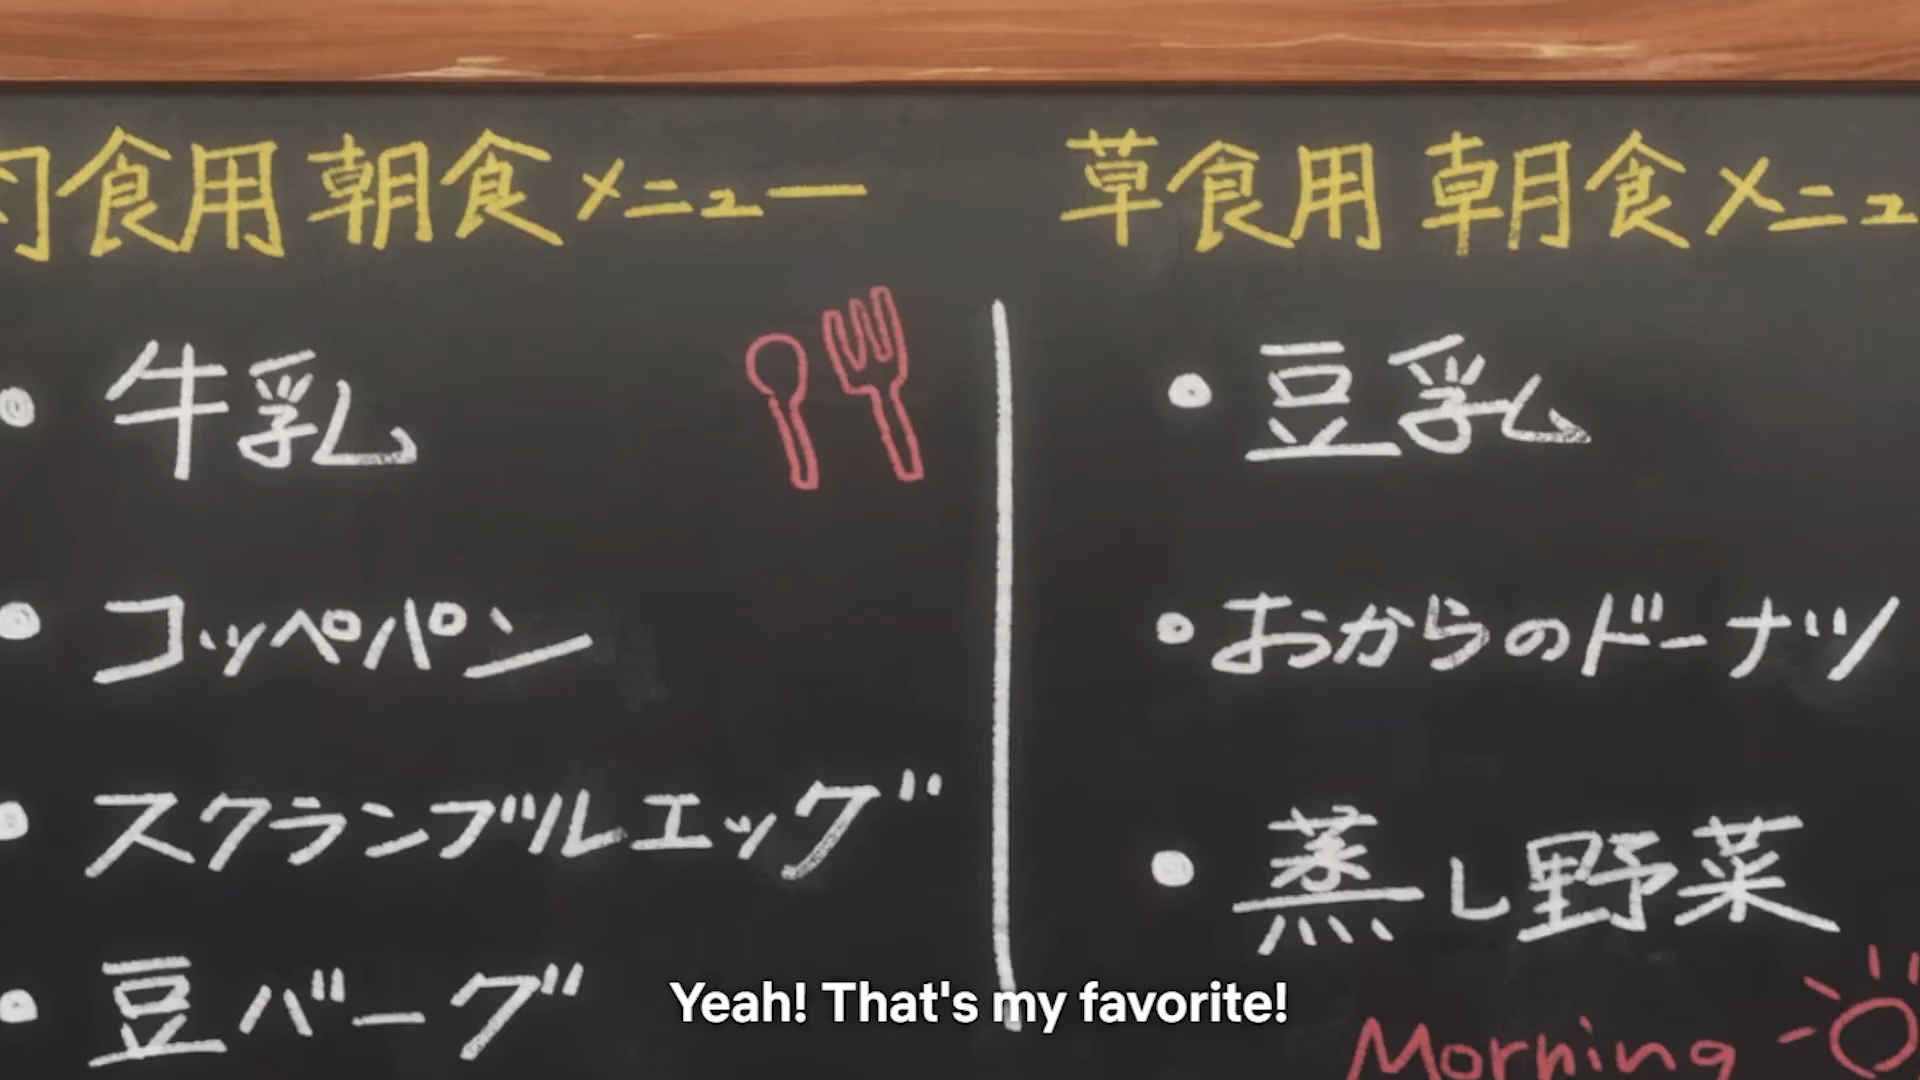 肉食用 朝食メニュー
・牛乳
・コッペパン
・スクランブルエッグ
・豆バーグ
草食用 朝食メニュ
・豆乳
・おからのドーナツ
・蒸し野菜
Morning
Yeah! That's my favorite!